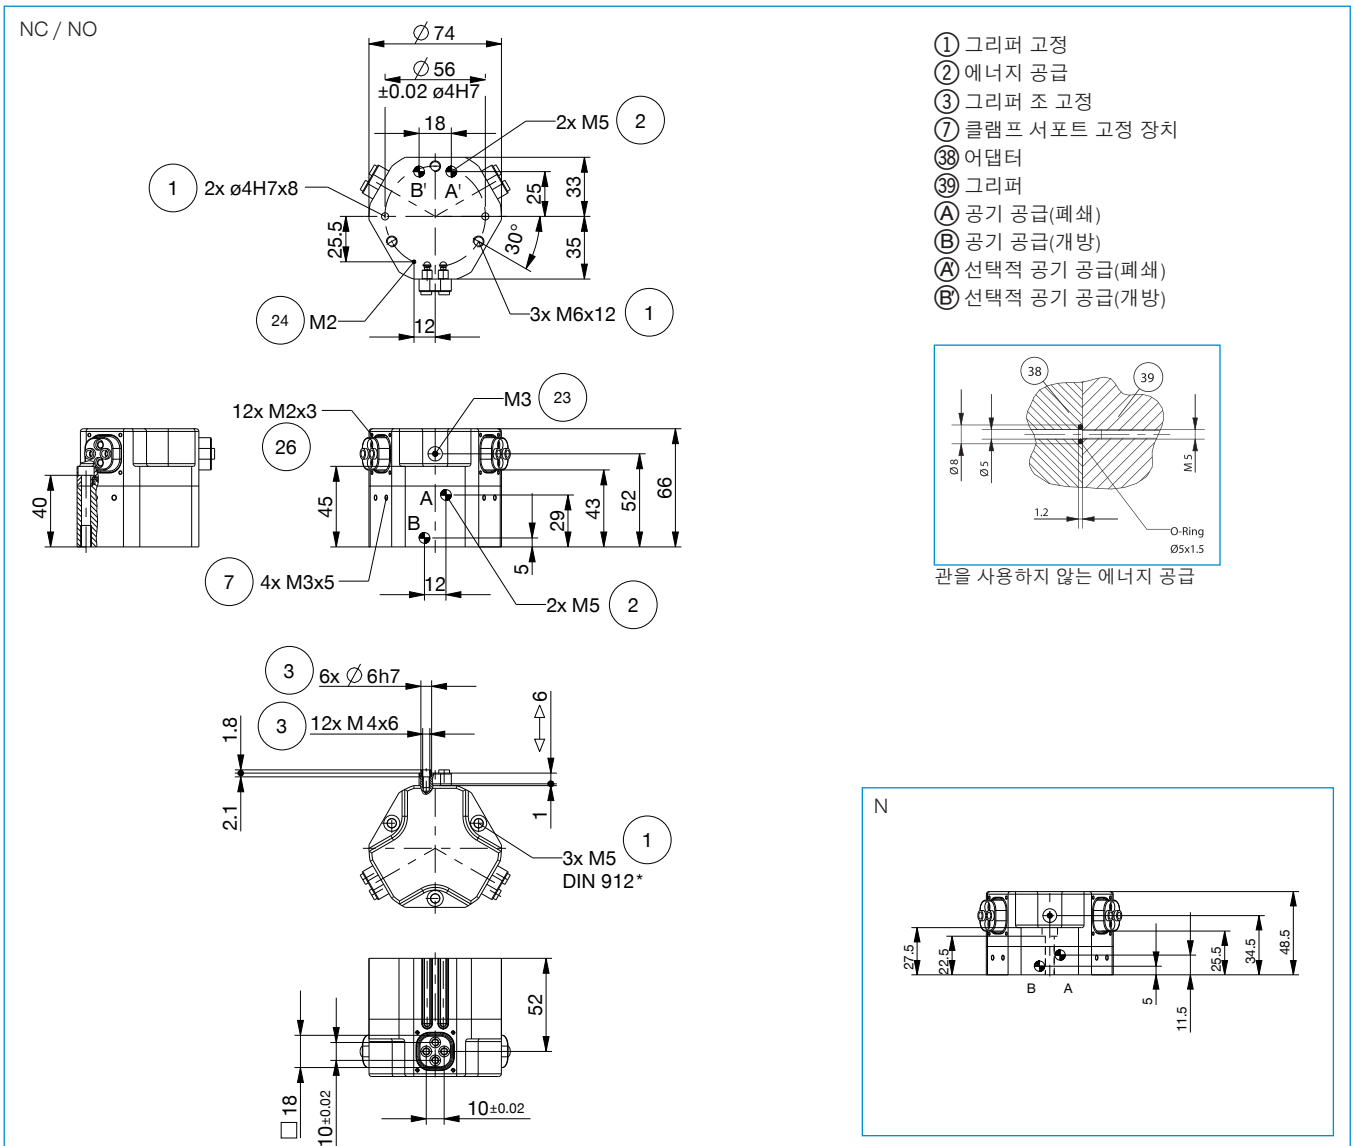 NC / NO
Ø 74
Ø 56
±0.02 ø4H7
18
2x M5 2
1 2x ø4H7x8
B' A'
25
33
25.5
30°
35
24 M2
12
3x M6x12 1
① 그리퍼 고정
② 에너지 공급
③ 그리퍼 조 고정
⑦ 클램프 서포트 고정 장치
㊳ 어댑터
㊴ 그리퍼
Ⓐ 공기 공급(폐쇄)
Ⓑ 공기 공급(개방)
Ⓐ' 선택적 공기 공급(폐쇄)
Ⓑ' 선택적 공기 공급(개방)
38
39
Ø8
Ø5
M 5
1.2
O-Ring
Ø5x1.5
관을 사용하지 않는 에너지 공급
12x M2x3
26
M3 23
40
45
A
B
29
43
52
66
5
7 4x M3x5
12
2x M5 2
3 6x Ø 6h7
3 12x M 4x6
1.8
2.1
6
1
1
3x M5
DIN 912*
52
□ 18
10±0.02
10±0.02
N
27.5
22.5
B A
5
11.5
25.5
34.5
48.5